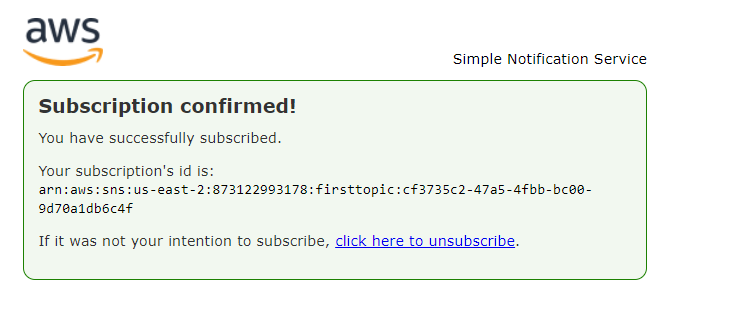 aws
Simple Notification Service
Subscription confirmed!
You have successfully subscribed.
Your subscription's id is:
arn:aws:sns:us-east-2:873122993178:firsttopic:cf3735c2-47a5-4fbb-bc00-
9d70a1db6c4f
If it was not your intention to subscribe, click here to unsubscribe.